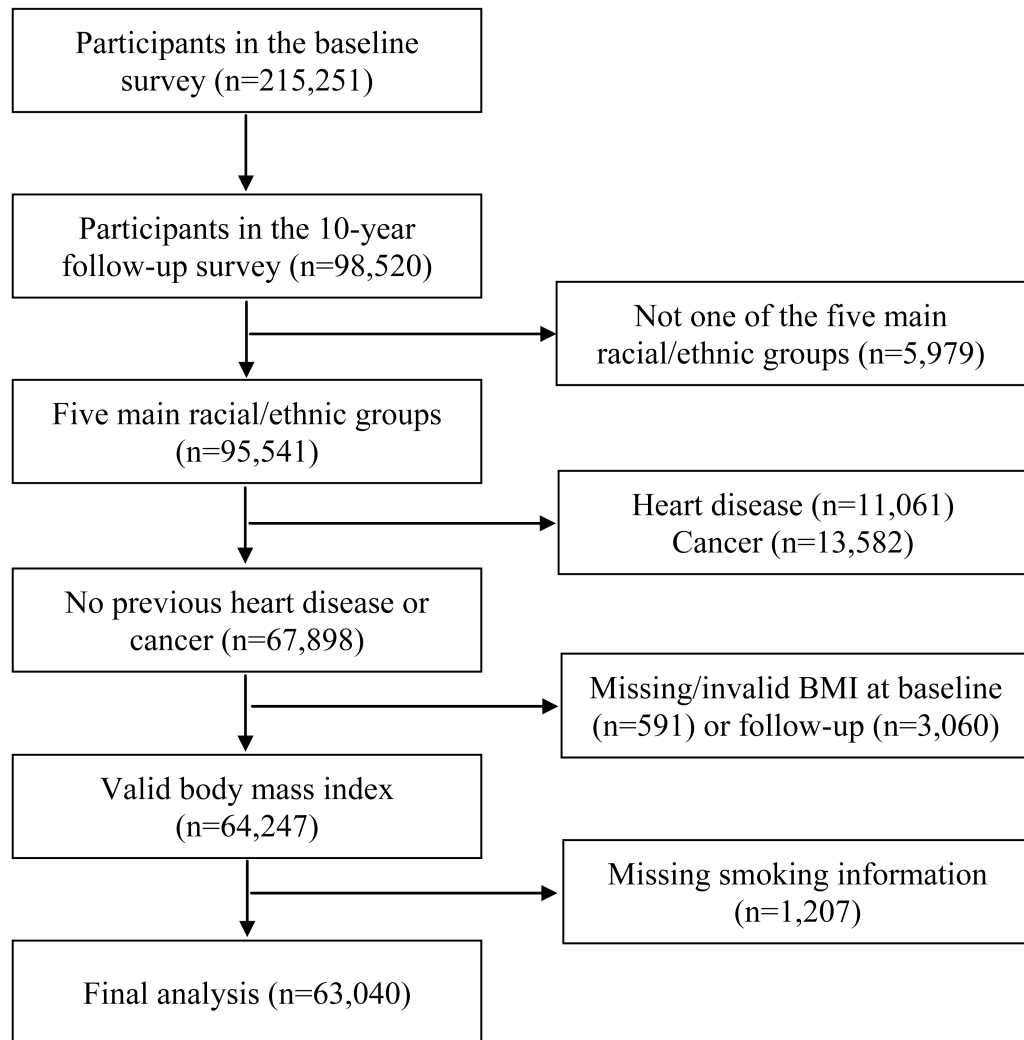 Participants in the baseline
survey (n=215,251)
Participants in the 10-year
follow-up survey (n=98,520)
Not one of the five main
racial/ethnic groups (n=5,979)
Five main racial/ethnic groups
(n=95,541)
Heart disease (n=11,061)
Cancer (n=13,582)
No previous heart disease or
cancer (n=67,898)
Missing/invalid BMI at baseline
(n=591) or follow-up (n=3,060)
Valid body mass index
(n=64,247)
Missing smoking information
(n=1,207)
Final analysis (n=63,040)